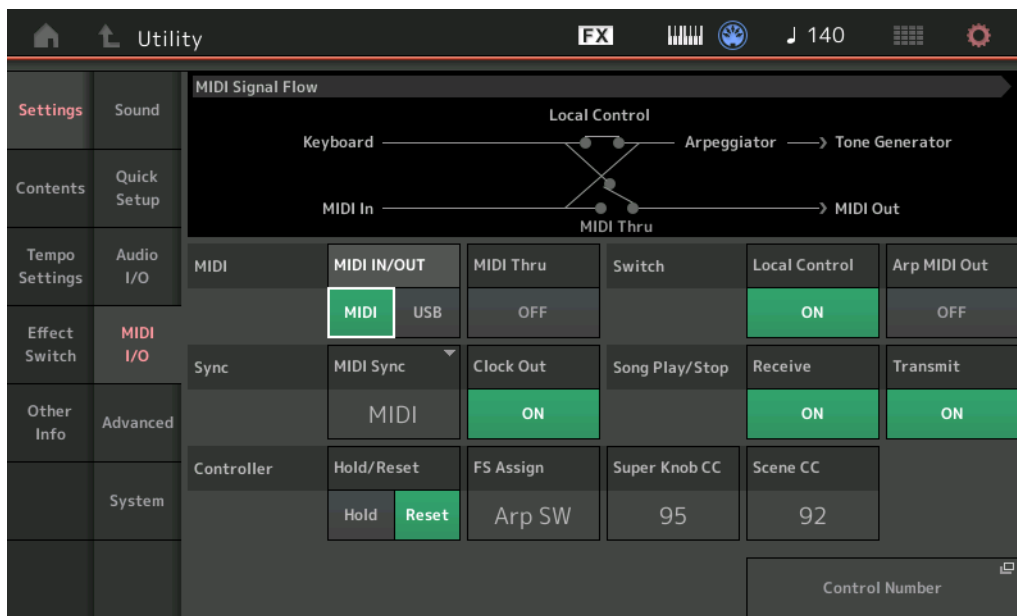 Utility
FX
140
Settings
Contents
Tempo
Settings
Effect
Switch
Other
Info
Sound
Quick
Setup
Audio
I/O
MIDI
I/O
Advanced
System
MIDI Signal Flow
Local Control
Keyboard
Arpeggiator
Tone Generator
MIDI In
MIDI Out
MIDI Thru
MIDI
MIDI IN/OUT
MIDI Thru
Switch
Local Control
Arp MIDI Out
MIDI
USB
OFF
ON
OFF
Sync
MIDI Sync
Clock Out
Song Play/Stop
Receive
Transmit
MIDI
ON
ON
ON
Controller
Hold/Reset
FS Assign
Super Knob CC
Scene CC
Hold
Reset
Arp SW
95
92
Control Number